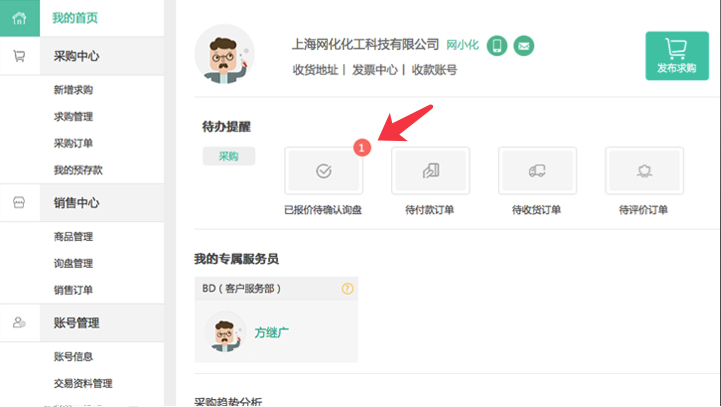 我的首页
采购中心
新增求购
求购管理
采购订单
我的预存款
销售中心
商品管理
询盘管理
销售订单
账号管理
账号信息
交易资料管理
上海网化化工科技有限公司 网小化
收货地址| 发票中心| 收款账号
发布求购
待办提醒
采购
1
已报价待确认询盘
待付款订单
待收货订单
待评价订单
我的专属服务员
BD（客户服务部） ?
方继广
采购趋势分析